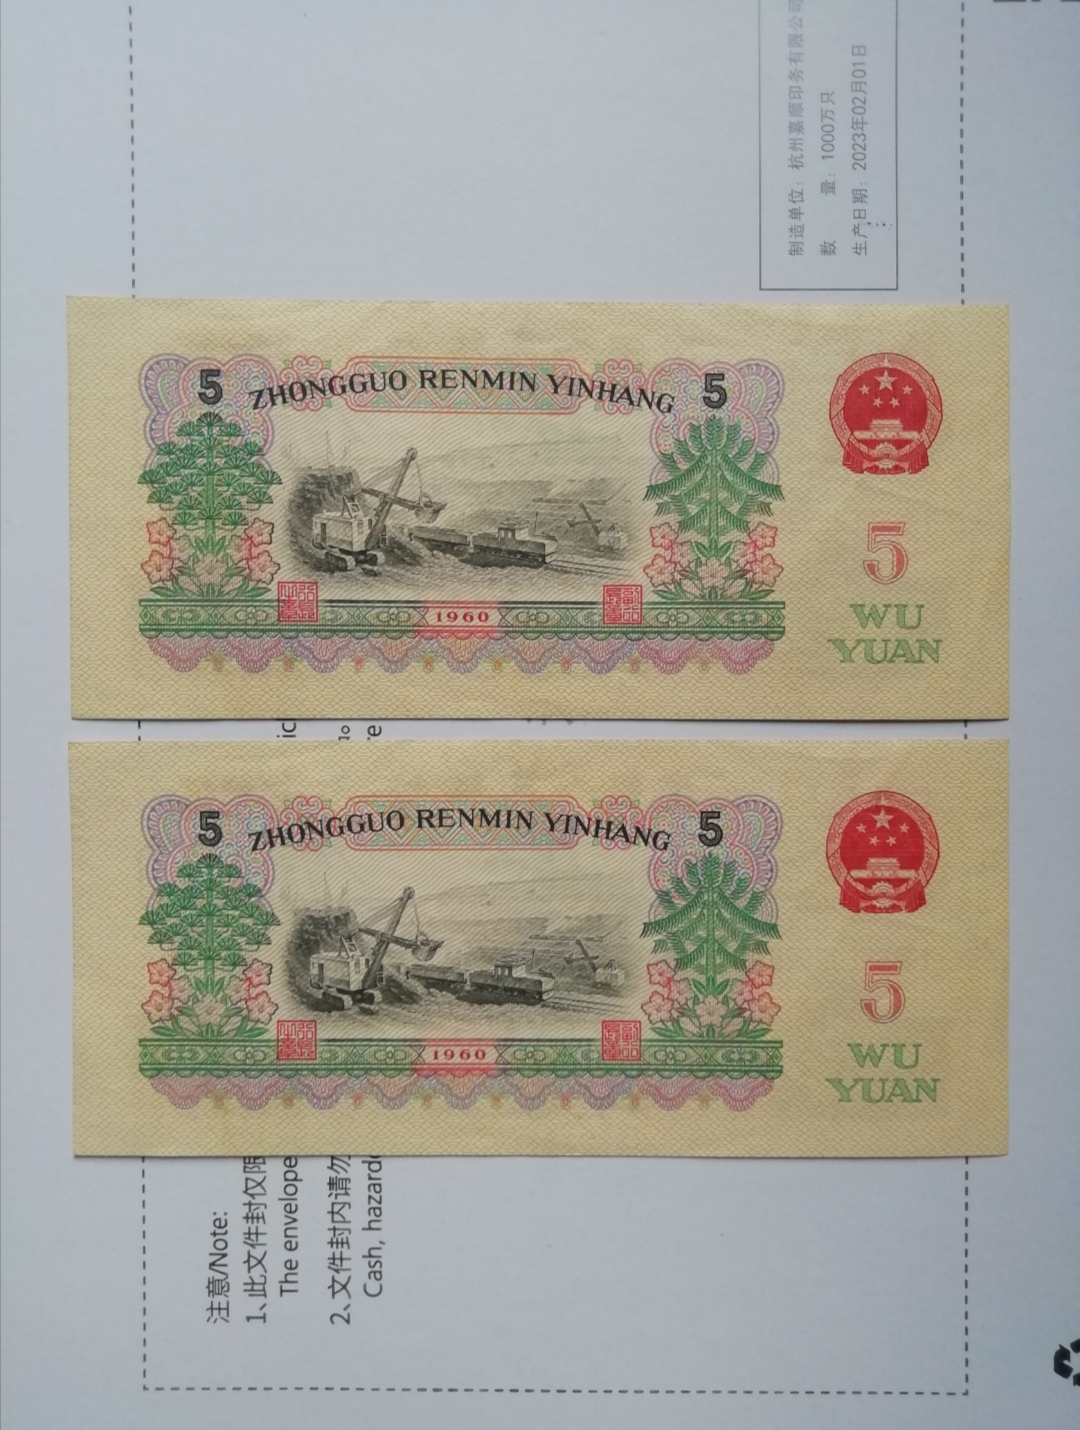 制造单位：杭州嘉顺印务有限公司
数 量：1000万只
生产日期：2023年02月01日
5 ZHONGGUO RENMIN YINHANG 5
1960
5
WU
YUAN
5 ZHONGGUO RENMIN YINHANG 5
1960
5
WU
YUAN
注意/Note:
1、此文件封仅限
The envelope
2、文件封内请勿
Cash, hazard